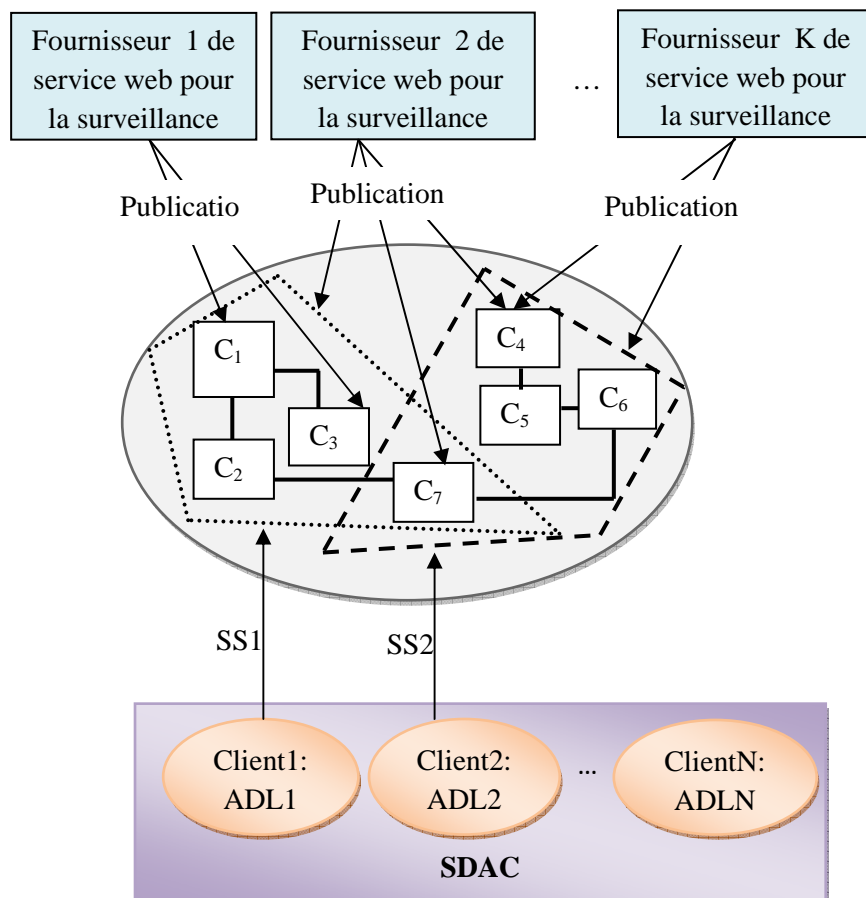 Fournisseur 1 de
service web pour
la surveillance
Fournisseur 2 de
service web pour
la surveillance
...
Fournisseur K de
service web pour
la surveillance
Publicatio
Publication
Publication
C1
C2
C3
C4
C5
C6
C7
SS1
SS2
Client1:
ADL1
Client2:
ADL2
...
ClientN:
ADLN
SDAC